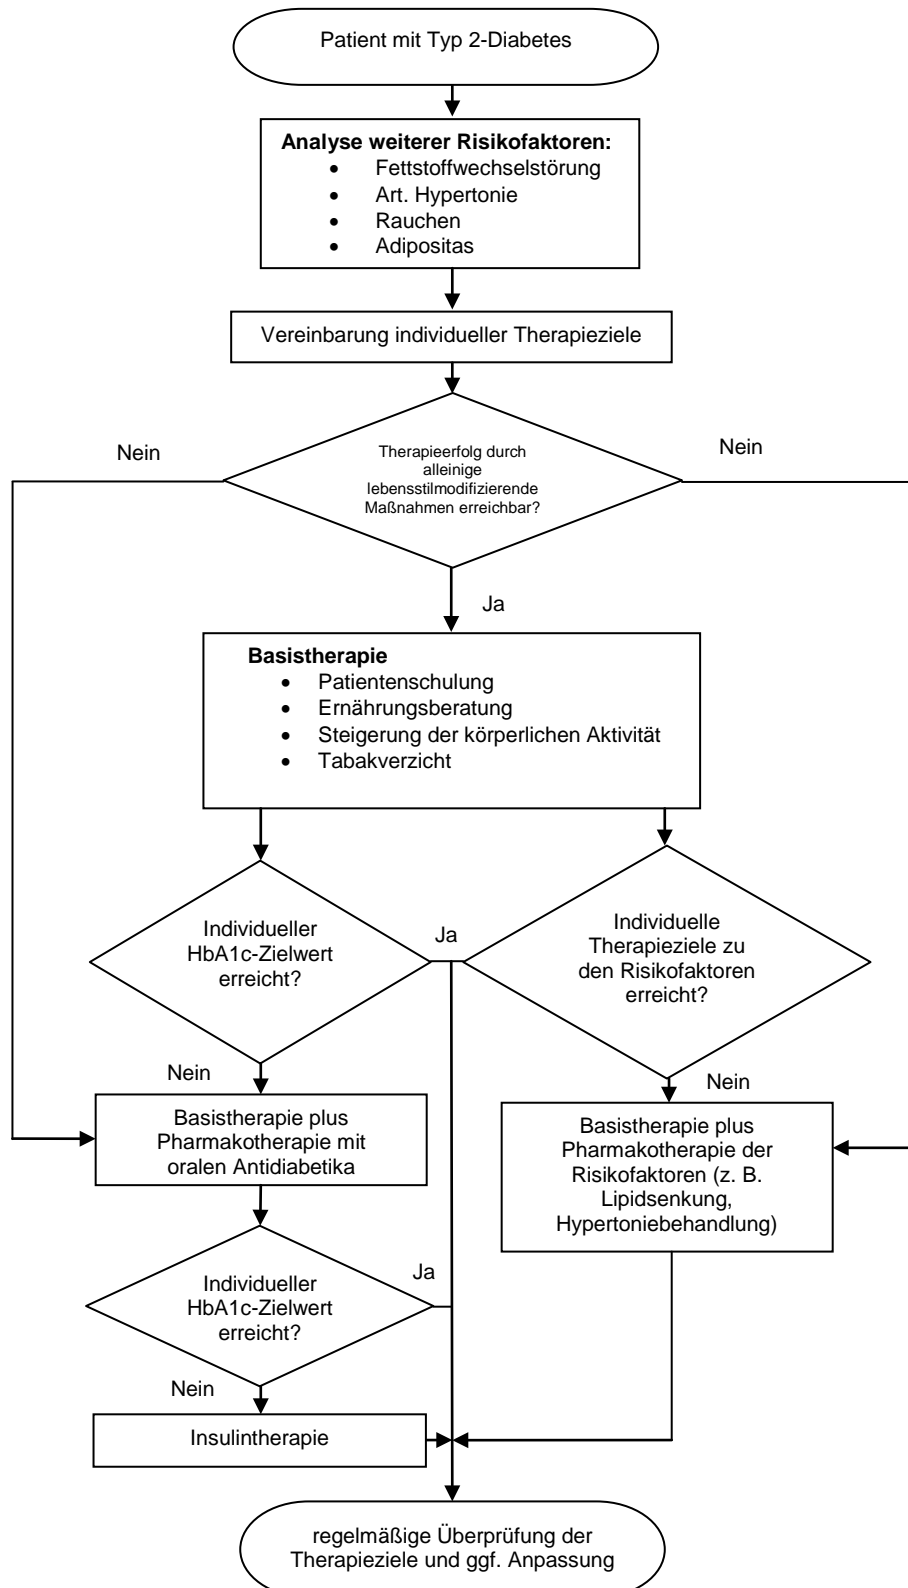 Patient mit Typ 2-Diabetes
Analyse weiterer Risikofaktoren:
• Fettstoffwechselstörung
• Art. Hypertonie
• Rauchen
• Adipositas
Vereinbarung individueller Therapieziele
Nein
Therapieerfolg durch
alleinige
lebensstilmodifizierende
Maßnahmen erreichbar?
Nein
Ja
Basistherapie
• Patientenschulung
• Ernährungsberatung
• Steigerung der körperlichen Aktivität
• Tabakverzicht
Individueller
HbA1c-Zielwert
erreicht?
Ja
Individuelle
Therapieziele zu
den Risikofaktoren
erreicht?
Nein
Nein
Basistherapie plus
Pharmakotherapie mit
oralen Antidiabetika
Basistherapie plus
Pharmakotherapie der
Risikofaktoren (z. B.
Lipidsenkung,
Hypertoniebehandlung)
Individueller
HbA1c-Zielwert
erreicht?
Ja
Nein
Insulintherapie
regelmäßige Überprüfung der
Therapieziele und ggf. Anpassung